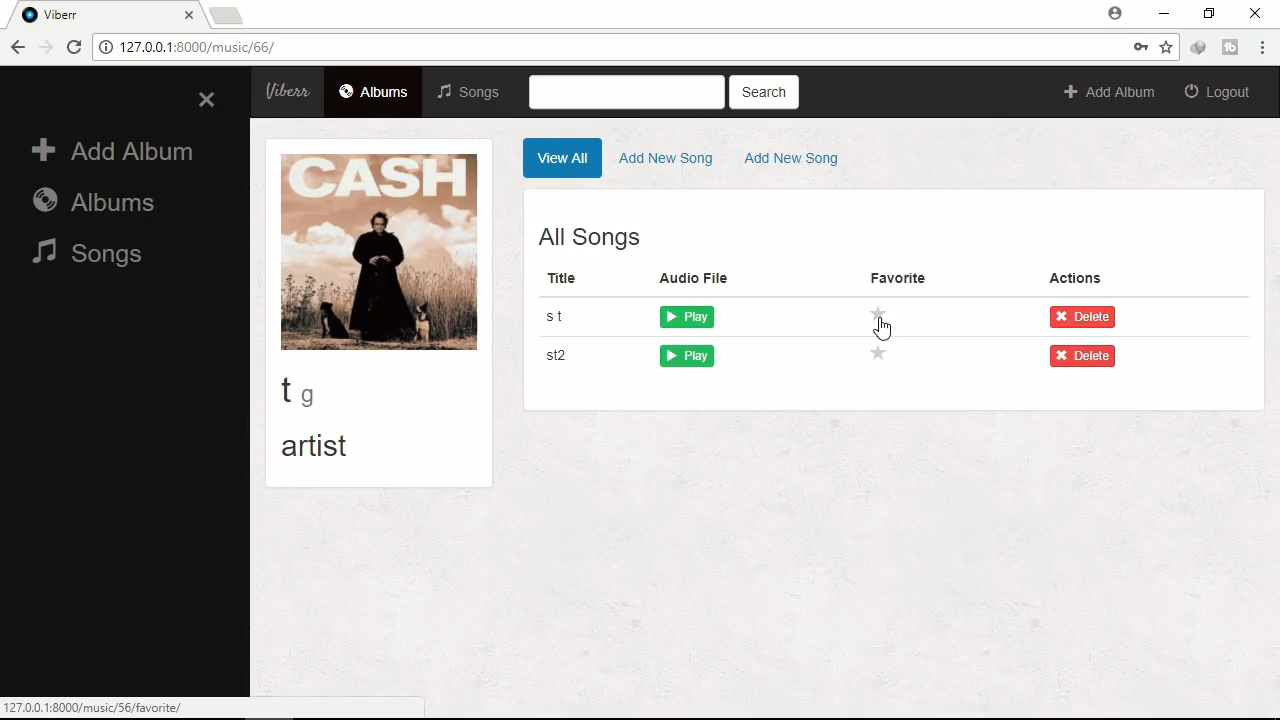 Viberr
127.0.0.1:8000/music/66/
Viberr Albums Songs Search Add Album Logout
Add Album
Albums
Songs
CASH
t g
artist
View All Add New Song Add New Song
All Songs
Title Audio File Favorite Actions
s t Play Delete
st2 Play Delete
127.0.0.1:8000/music/56/favorite/